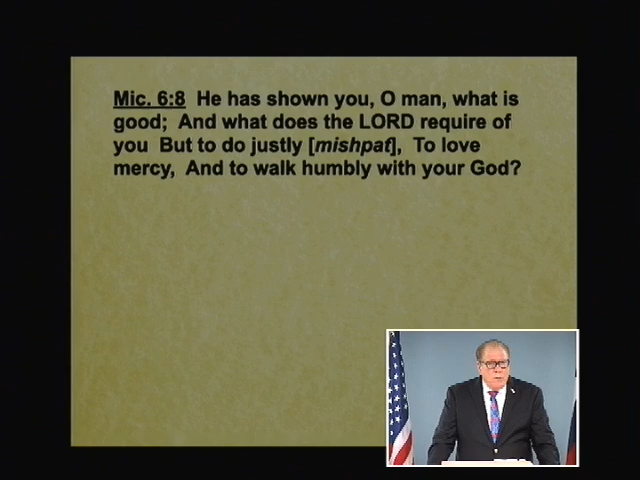 Mic. 6:8 He has shown you, O man, what is
good; And what does the LORD require of
you But to do justly [mishpat], To love
mercy, And to walk humbly with your God?